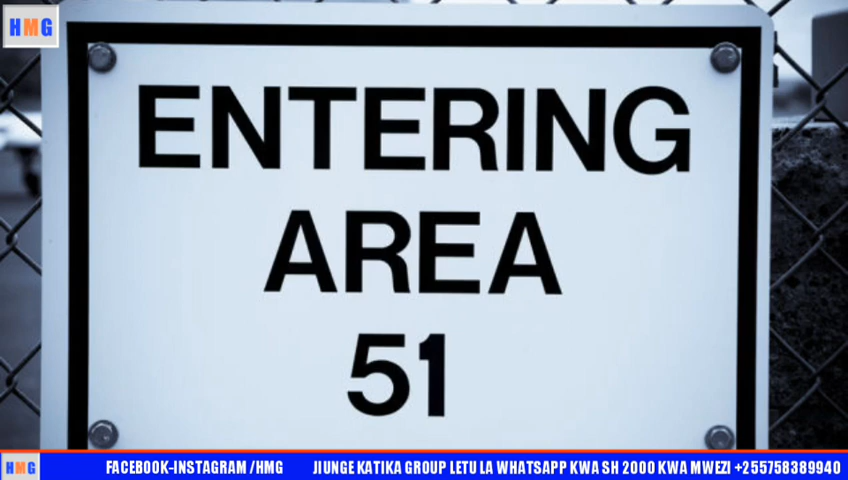 HMG
ENTERING
AREA
51
HMG
FACEBOOK-INSTAGRAM /HMG JIUNGE KATIKA GROUP LETU LA WHATSAPP KWA SH 2000 KWA MWEZI +255758389940